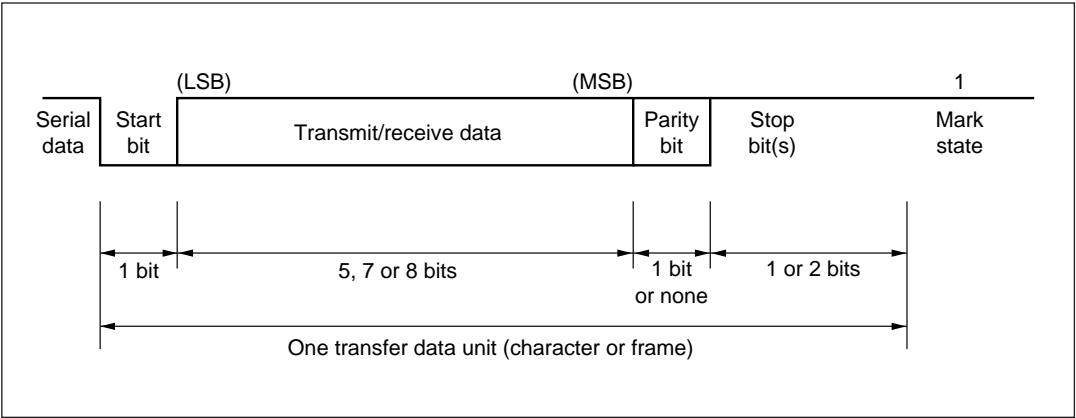 (LSB) (MSB) 1
Serial data
Start bit
Transmit/receive data
Parity bit
Stop bit(s)
Mark state
1 bit
5, 7 or 8 bits
1 bit or none
1 or 2 bits
One transfer data unit (character or frame)